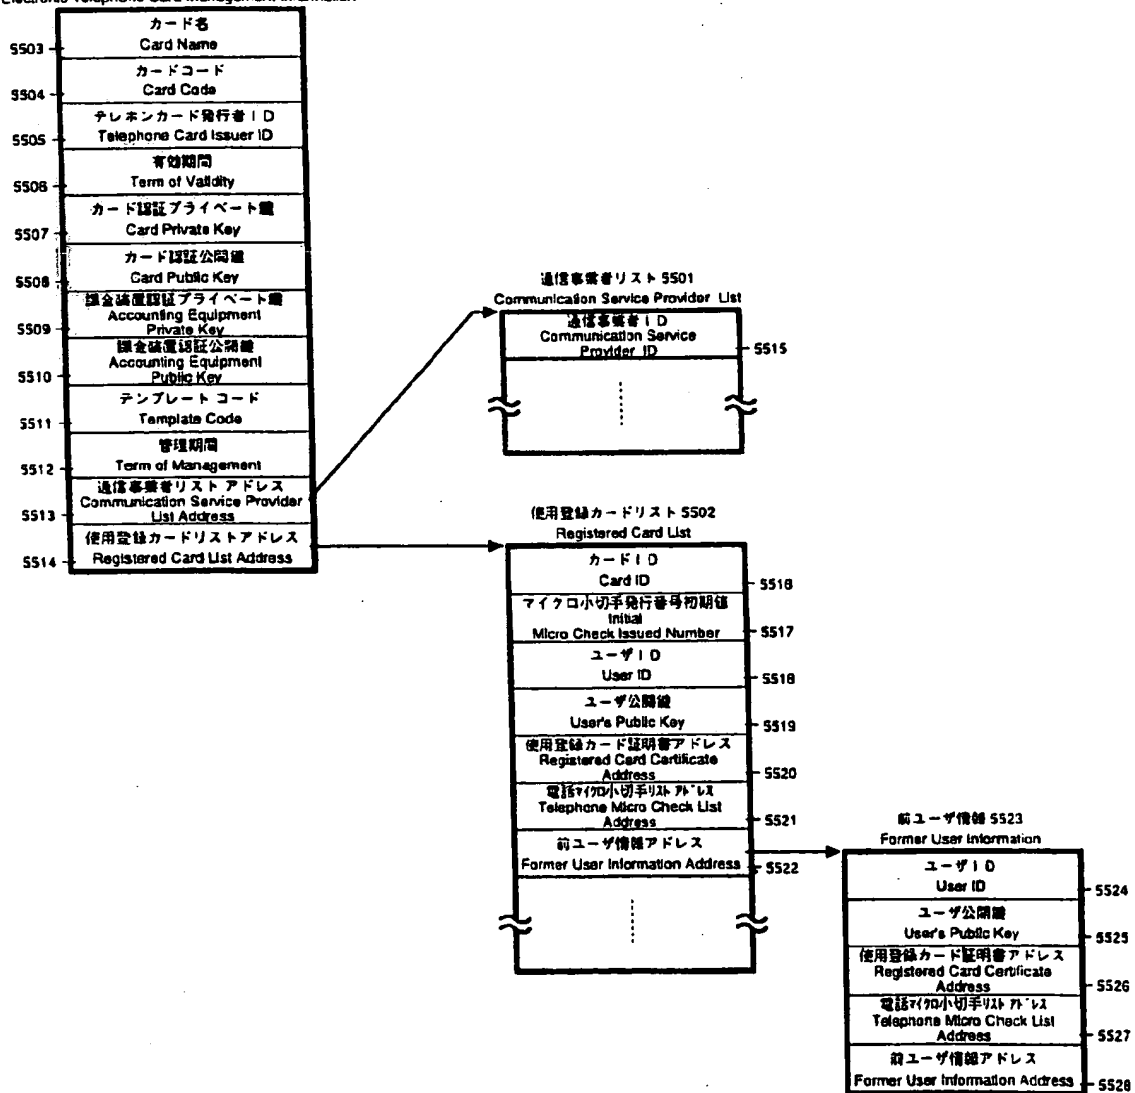 カード名
Card Name
5503
カードコード
Card Code
5504
テレホンカード発行者ID
Telephone Card Issuer ID
5505
有効期間
Term of Validity
5506
カード認証プライベート鍵
Card Private Key
5507
カード認証公開鍵
Card Public Key
5508
課金装置認証プライベート鍵
Accounting Equipment
Private Key
5509
課金装置認証公開鍵
Accounting Equipment
Public Key
5510
テンプレート コード
Template Code
5511
管理期間
Term of Management
5512
通信事業者リスト アドレス
Communication Service Provider
List Address
5513
使用登録カードリストアドレス
Registered Card List Address
5514
通信事業者リスト 5501
Communication Service Provider List
通信事業者ID
Communication Service
Provider ID
5515
使用登録カードリスト 5502
Registered Card List
カードID
Card ID
5516
マイクロ小切手発行番号初期値
Initial
Micro Check Issued Number
5517
ユーザID
User ID
5518
ユーザ公開鍵
User's Public Key
5519
使用登録カード証明書アドレス
Registered Card Certificate
Address
5520
電話マイクロ小切手リスト アドレス
Telephone Micro Check List
Address
5521
前ユーザ情報アドレス
Former User Information Address
5522
前ユーザ情報 5523
Former User Information
ユーザID
User ID
5524
ユーザ公開鍵
User's Public Key
5525
使用登録カード証明書アドレス
Registered Card Certificate
Address
5526
電話マイクロ小切手リスト アドレス
Telephone Micro Check List
Address
5527
前ユーザ情報アドレス
Former User Information Address
5528